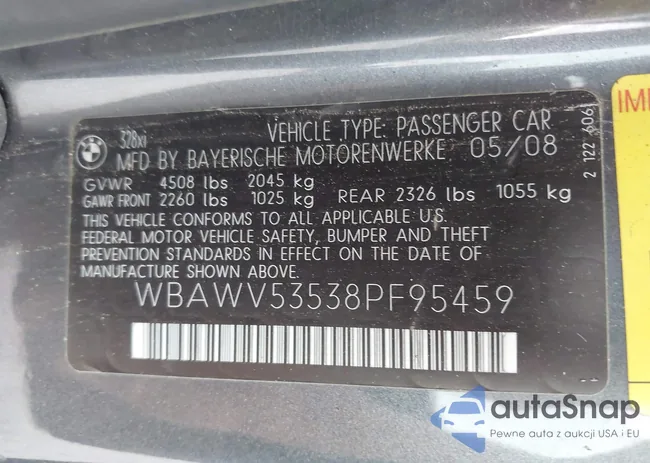 BMW
328xi
VEHICLE TYPE: PASSENGER CAR
MFD BY BAYERISCHE MOTORENWERKE 05/08
GVWR 4508 lbs 2045 kg
GAWR FRONT 2260 lbs 1025 kg REAR 2326 lbs 1055 kg
THIS VEHICLE CONFORMS TO ALL APPLICABLE U.S.
FEDERAL MOTOR VEHICLE SAFETY, BUMPER AND THEFT
PREVENTION STANDARDS IN EFFECT ON THE DATE OF
MANUFACTURE SHOWN ABOVE.
WBAWV53538PF95459
2 122 606
autaSnap
Pewne auta z aukcji USA i EU